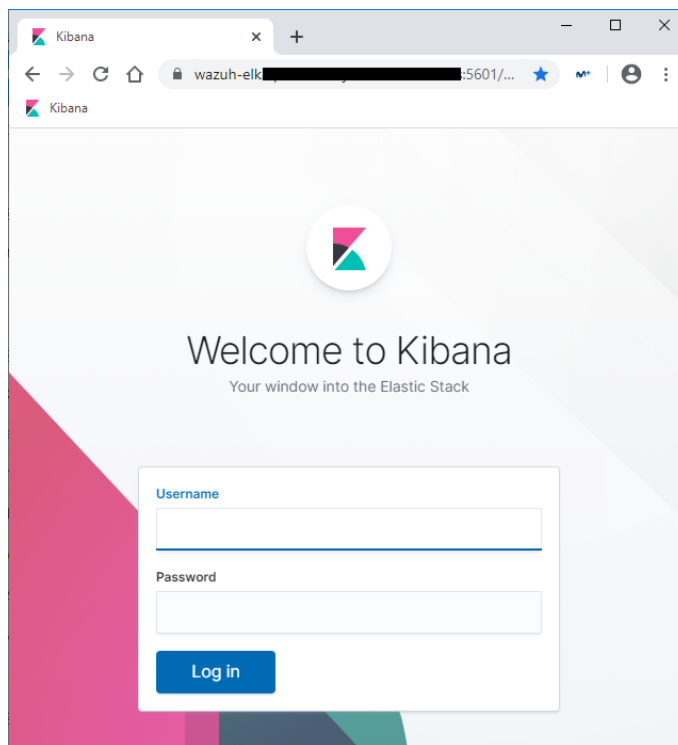 Kibana
wazuh-elk :5601/...
Kibana
Welcome to Kibana
Your window into the Elastic Stack
Username
Password
Log in